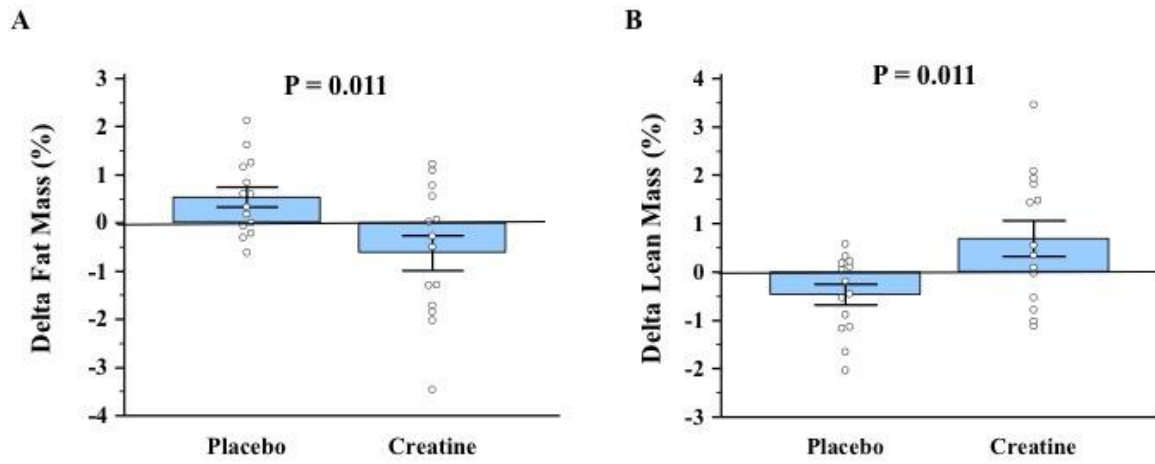 A
P = 0.011
Delta Fat Mass (%)
3
2
1
0
-1
-2
-3
-4
Placebo Creatine
B
P = 0.011
Delta Lean Mass (%)
4
3
2
1
0
-1
-2
-3
Placebo Creatine